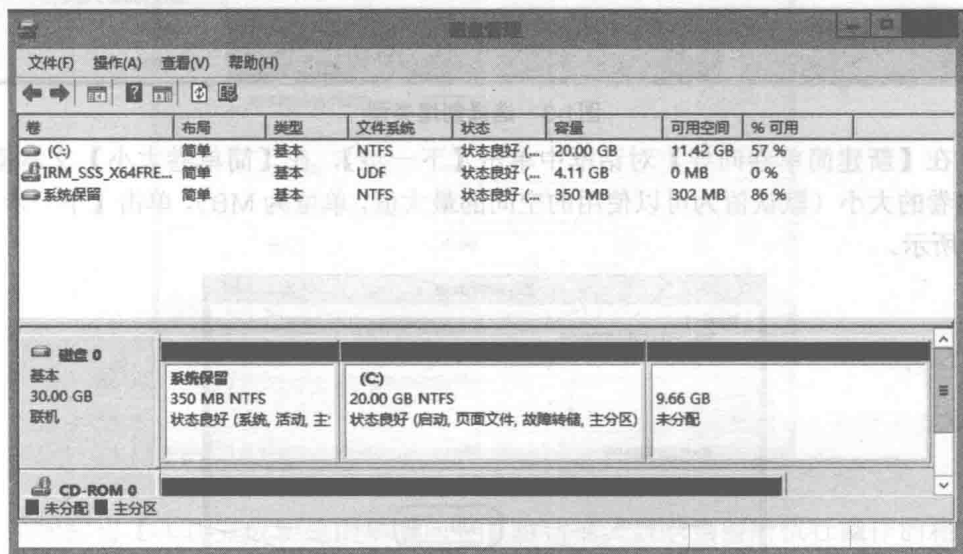 磁盘管理
文件(F) 操作(A) 查看(V) 帮助(H)
卷 布局 类型 文件系统 状态 容量 可用空间 % 可用
(C:) 简单 基本 NTFS 状态良好 (... 20.00 GB 11.42 GB 57 %
IRM_SSS_X64FRE... 简单 基本 UDF 状态良好 (... 4.11 GB 0 MB 0 %
系统保留 简单 基本 NTFS 状态良好 (... 350 MB 302 MB 86 %
磁盘 0
基本
30.00 GB
联机
系统保留
350 MB NTFS
状态良好 (系统, 活动, 主
(C:)
20.00 GB NTFS
状态良好 (启动, 页面文件, 故障转储, 主分区)
9.66 GB
未分配
CD-ROM 0
未分配 主分区